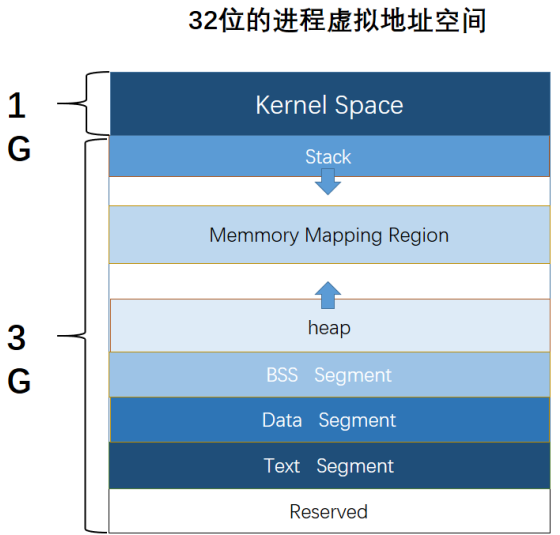 32位的进程虚拟地址空间
1
G
Kernel Space
Stack
Memmory Mapping Region
3
G
heap
BSS Segment
Data Segment
Text Segment
Reserved